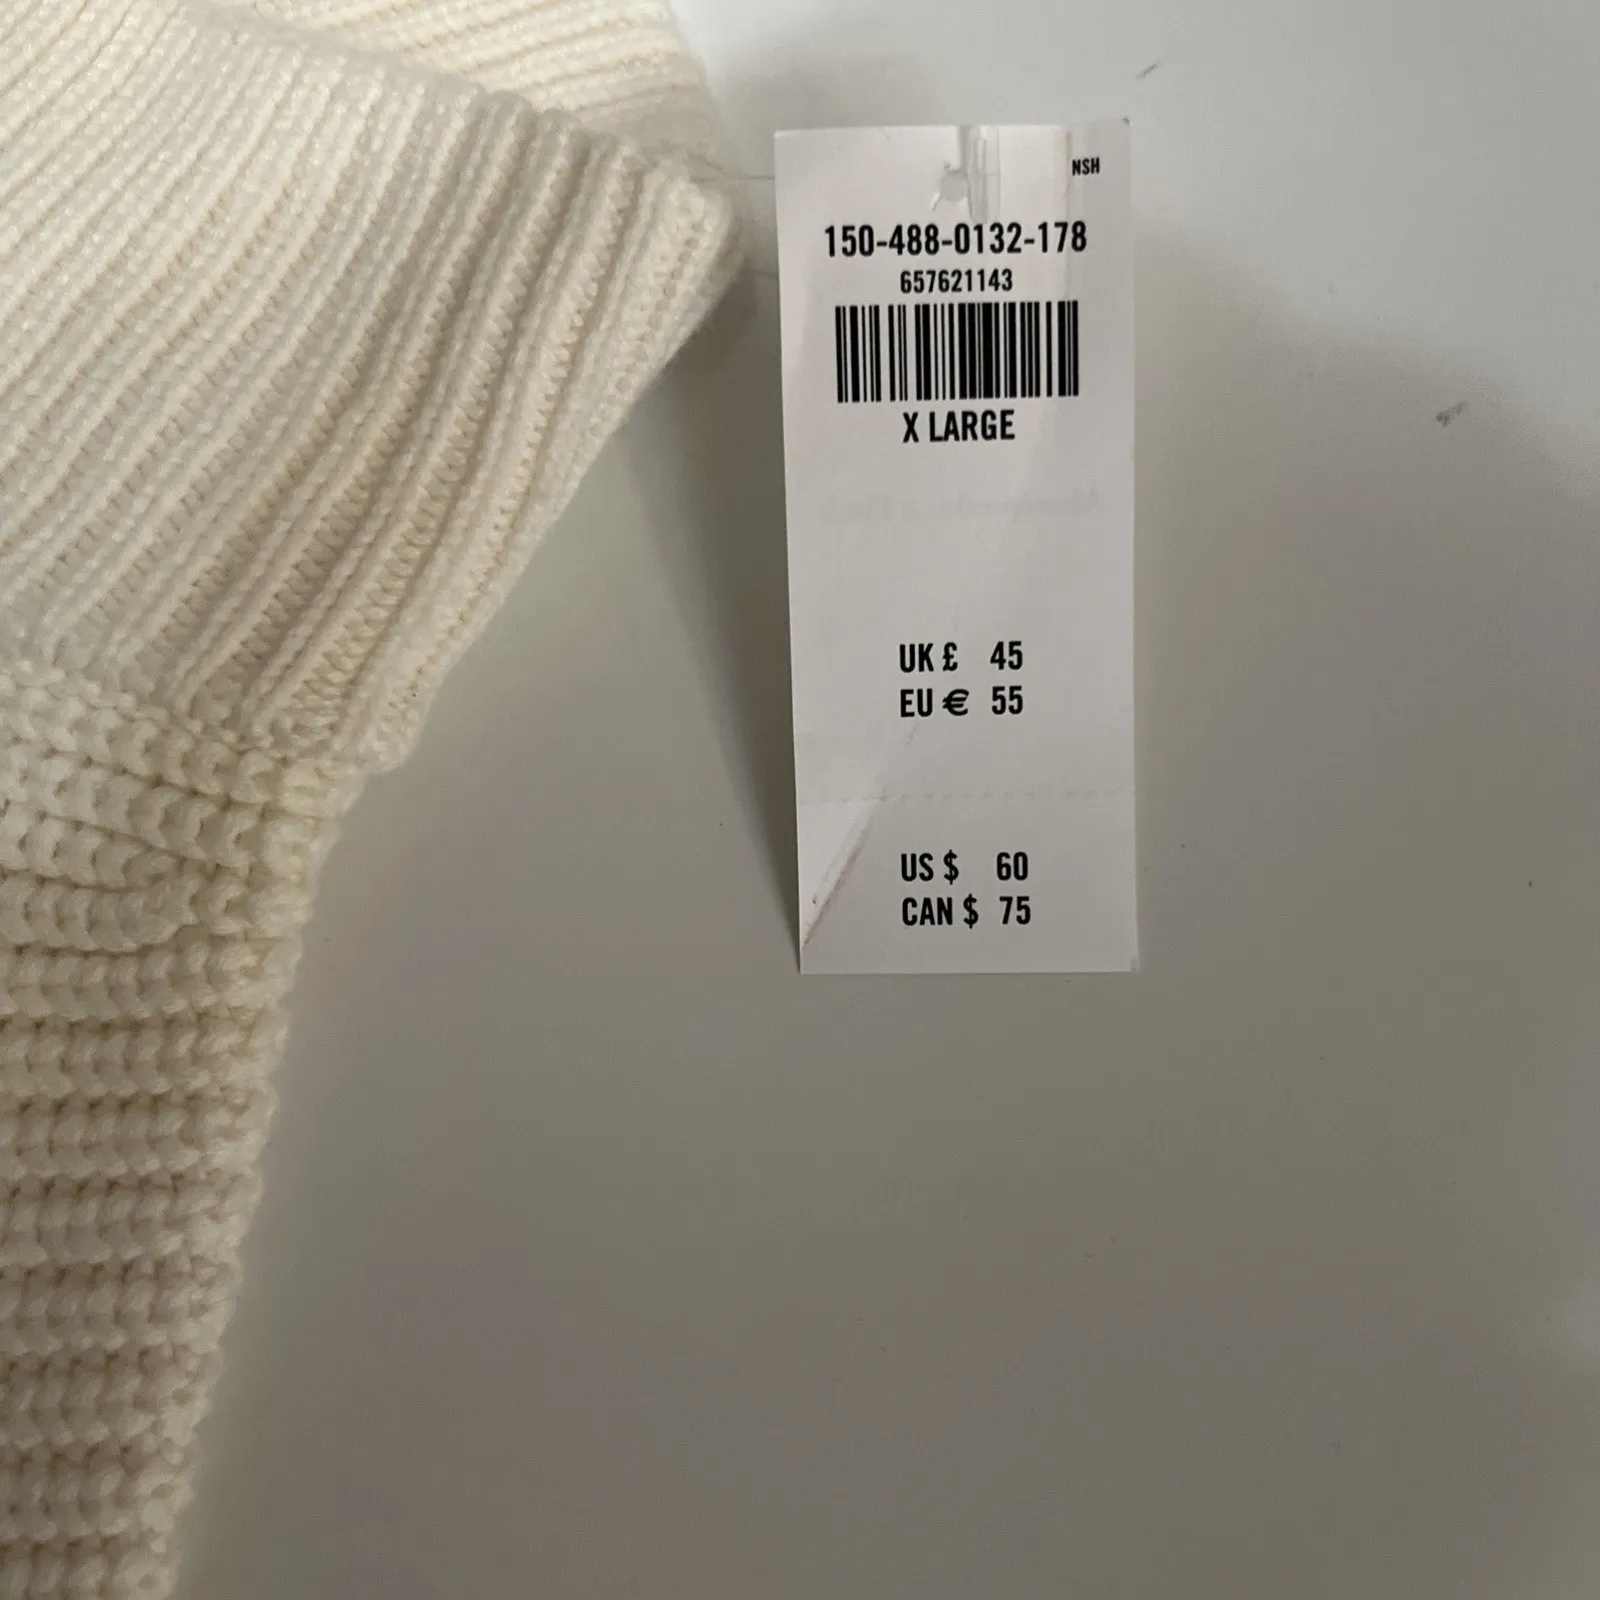 NSH
150-488-0132-178
657621143
X LARGE
UK £ 45
EU € 55
US $ 60
CAN $ 75